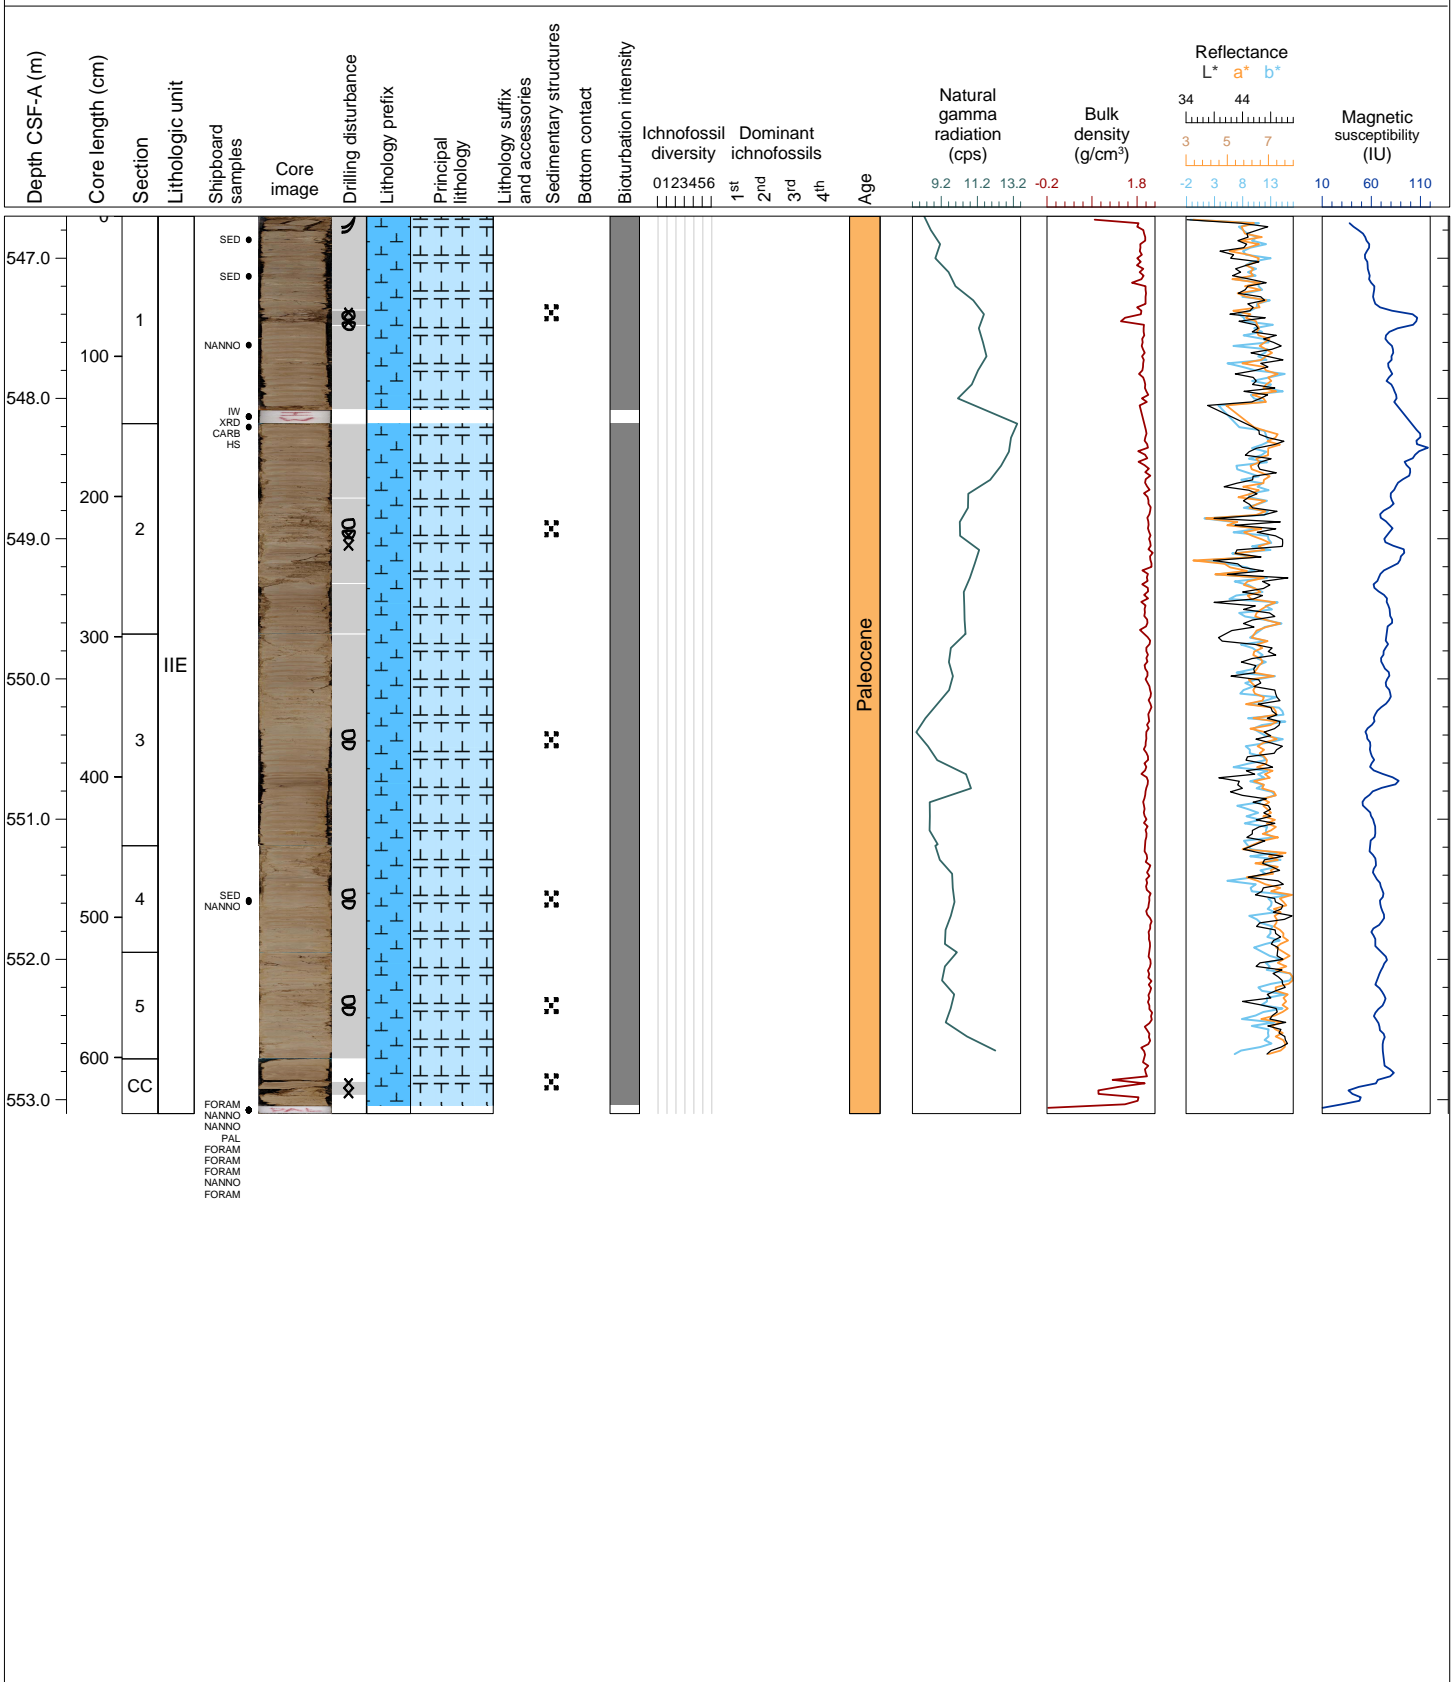 Depth CSF-A (m)
Core length (cm)
Section
Lithologic unit
Shipboard
samples
Core
image
Drilling disturbance
Lithology prefix
Principal
lithology
Lithology suffix
and accessories
Sedimentary structures
Bottom contact
Bioturbation intensity
Ichnofossil
diversity
0123456
Dominant
ichnofossils
1st 2nd 3rd 4th
Age
Natural
gamma
radiation
(cps)
9.2 11.2 13.2
Bulk
density
(g/cm³)
-0.2 1.8
Reflectance
L* a* b*
34 44
3 5 7
-2 3 8 13
Magnetic
susceptibility
(IU)
10 60 110
0
SED
547.0
SED
1
NANNO
100
548.0
IW
XRD
CARB
HS
200
2
549.0
300
IIE
Paleocene
550.0
3
400
551.0
SED
4
NANNO
500
552.0
5
600
CC
553.0
FORAM
NANNO
NANNO
PAL
FORAM
FORAM
FORAM
NANNO
FORAM